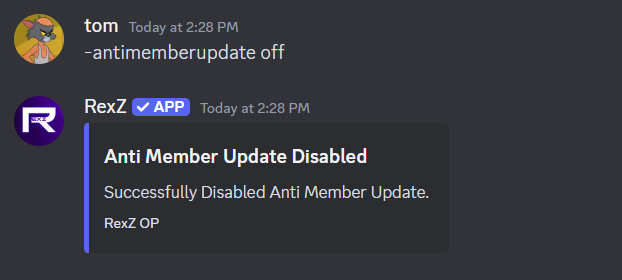 tom Today at 2:28 PM
-antimemberupdate off
RexZ ✓ APP Today at 2:28 PM
Anti Member Update Disabled
Successfully Disabled Anti Member Update.
RexZ OP